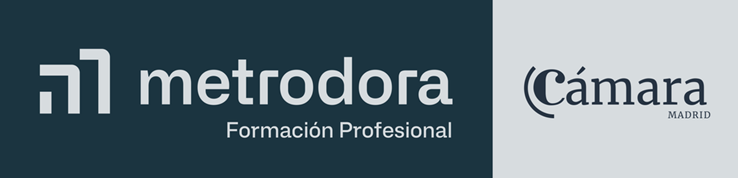 metrodora
Formación Profesional
Cámara
MADRID